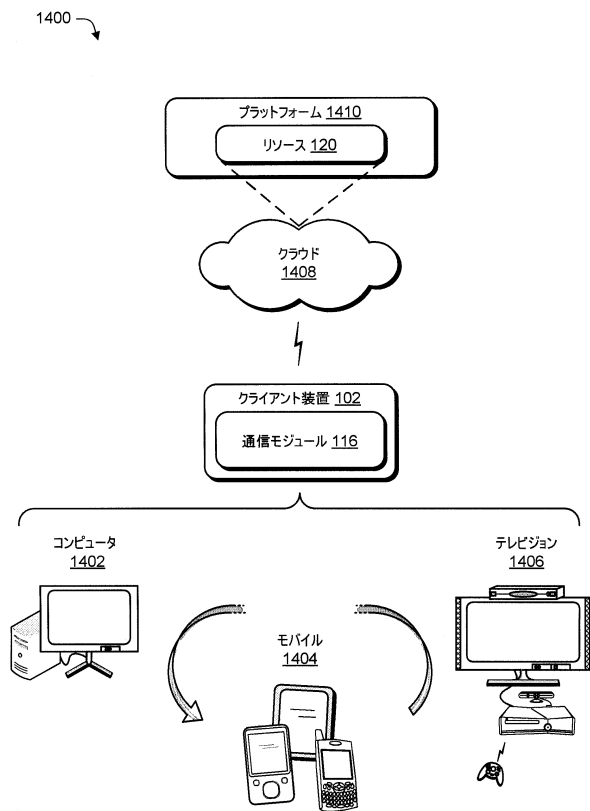 1400
プラットフォーム 1410
リソース 120
クラウド
1408
クライアント装置 102
通信モジュール 116
コンピュータ
1402
テレビジョン
1406
モバイル
1404